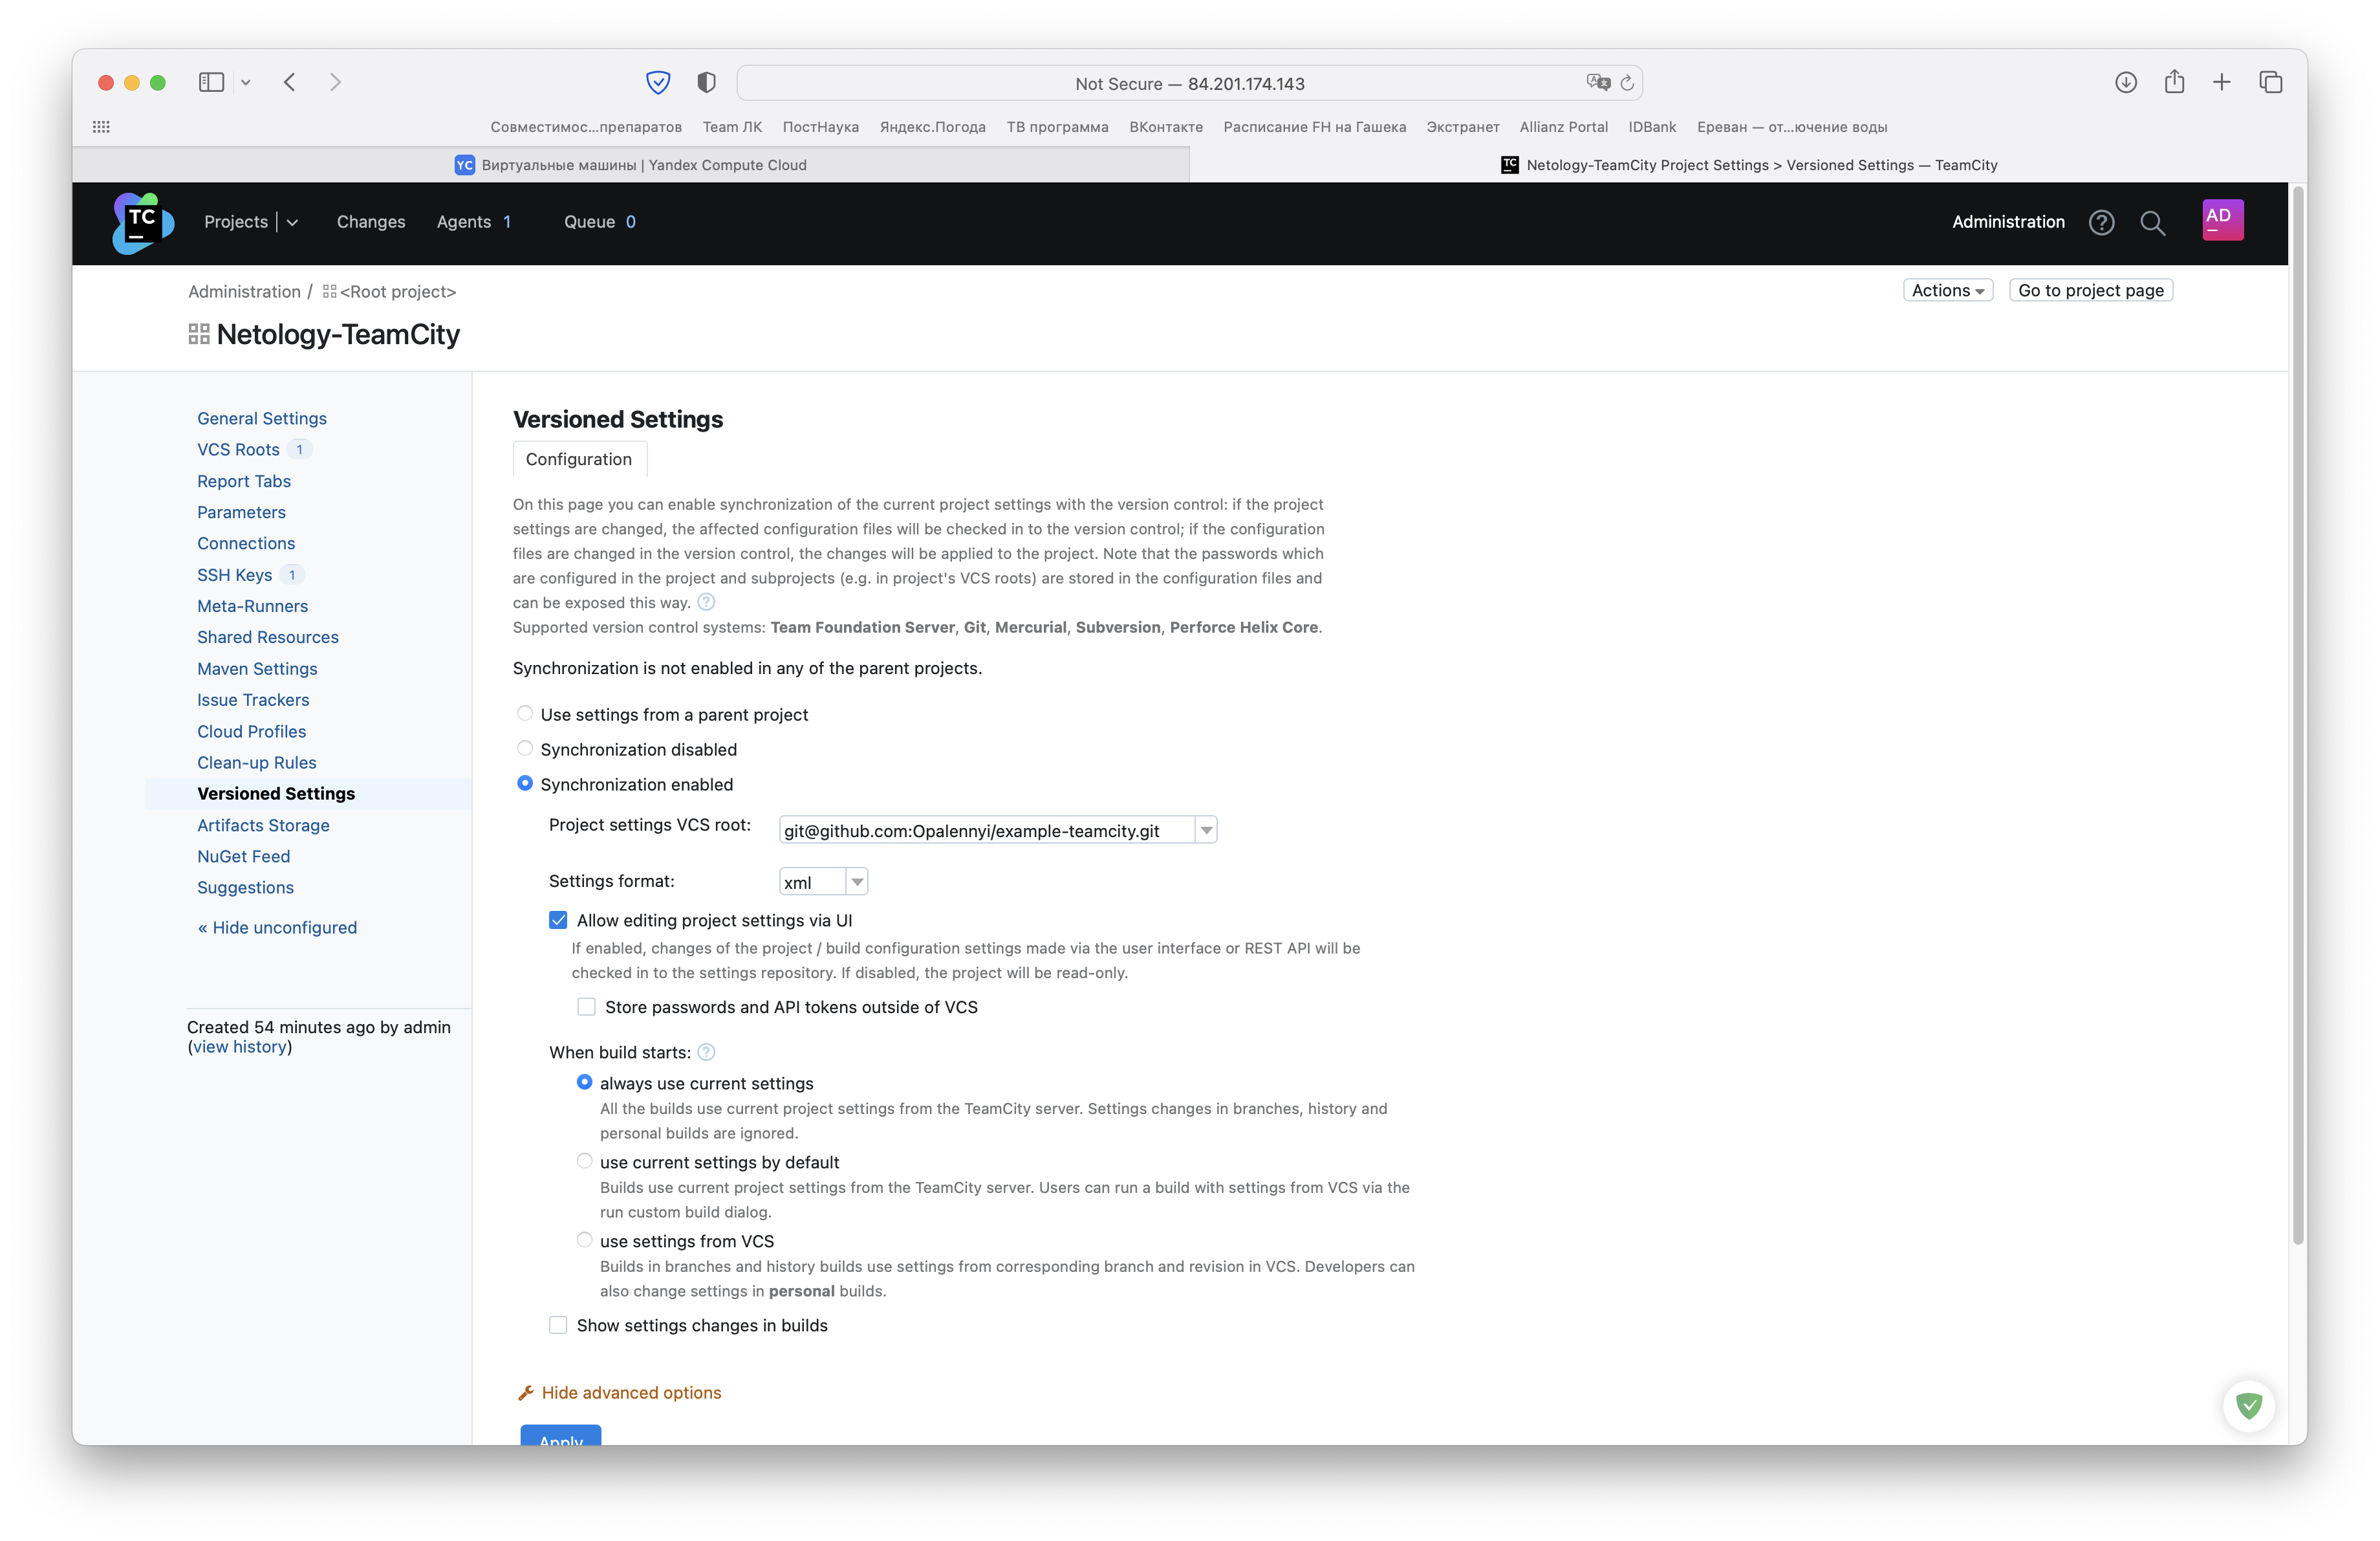 Not Secure — 84.201.174.143
Совместимос...препаратов Team ЛК ПостНаука Яндекс.Погода ТВ программа ВКонтакте Расписание FH на Гашека Экстранет Allianz Portal IDBank Ереван — от...ючение воды
YC Виртуальные машины | Yandex Compute Cloud
TC Netology-TeamCity Project Settings > Versioned Settings — TeamCity
TC Projects Changes Agents 1 Queue 0 Administration AD
Administration / <Root project>
Actions Go to project page
Netology-TeamCity
General Settings
VCS Roots 1
Report Tabs
Parameters
Connections
SSH Keys 1
Meta-Runners
Shared Resources
Maven Settings
Issue Trackers
Cloud Profiles
Clean-up Rules
Versioned Settings
Artifacts Storage
NuGet Feed
Suggestions
« Hide unconfigured
Created 54 minutes ago by admin
(view history)
Versioned Settings
Configuration
On this page you can enable synchronization of the current project settings with the version control: if the project
settings are changed, the affected configuration files will be checked in to the version control; if the configuration
files are changed in the version control, the changes will be applied to the project. Note that the passwords which
are configured in the project and subprojects (e.g. in project's VCS roots) are stored in the configuration files and
can be exposed this way. ?
Supported version control systems: Team Foundation Server, Git, Mercurial, Subversion, Perforce Helix Core.
Synchronization is not enabled in any of the parent projects.
Use settings from a parent project
Synchronization disabled
Synchronization enabled
Project settings VCS root: git@github.com:Opalennyi/example-teamcity.git
Settings format: xml
Allow editing project settings via UI
If enabled, changes of the project / build configuration settings made via the user interface or REST API will be
checked in to the settings repository. If disabled, the project will be read-only.
Store passwords and API tokens outside of VCS
When build starts: ?
always use current settings
All the builds use current project settings from the TeamCity server. Settings changes in branches, history and
personal builds are ignored.
use current settings by default
Builds use current project settings from the TeamCity server. Users can run a build with settings from VCS via the
run custom build dialog.
use settings from VCS
Builds in branches and history builds use settings from corresponding branch and revision in VCS. Developers can
also change settings in personal builds.
Show settings changes in builds
Hide advanced options
Apply